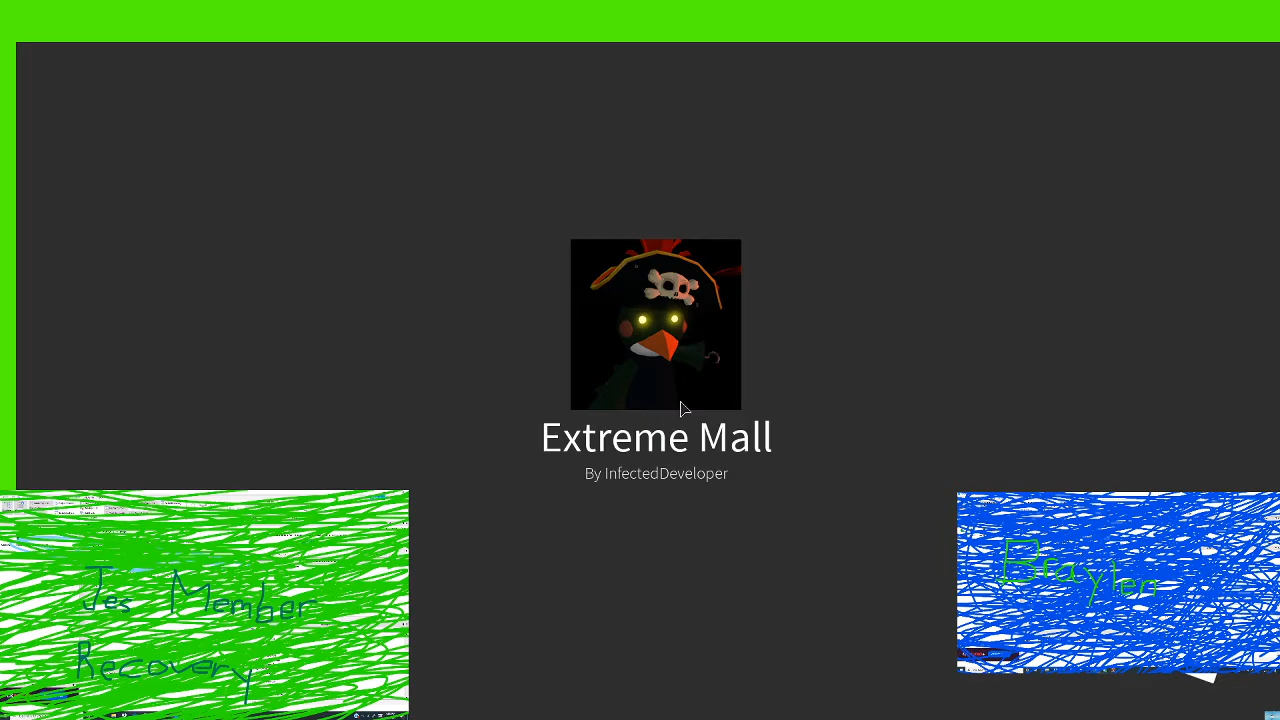 Extreme Mall
By InfectedDeveloper
Jes Member
Recovery
Braylen